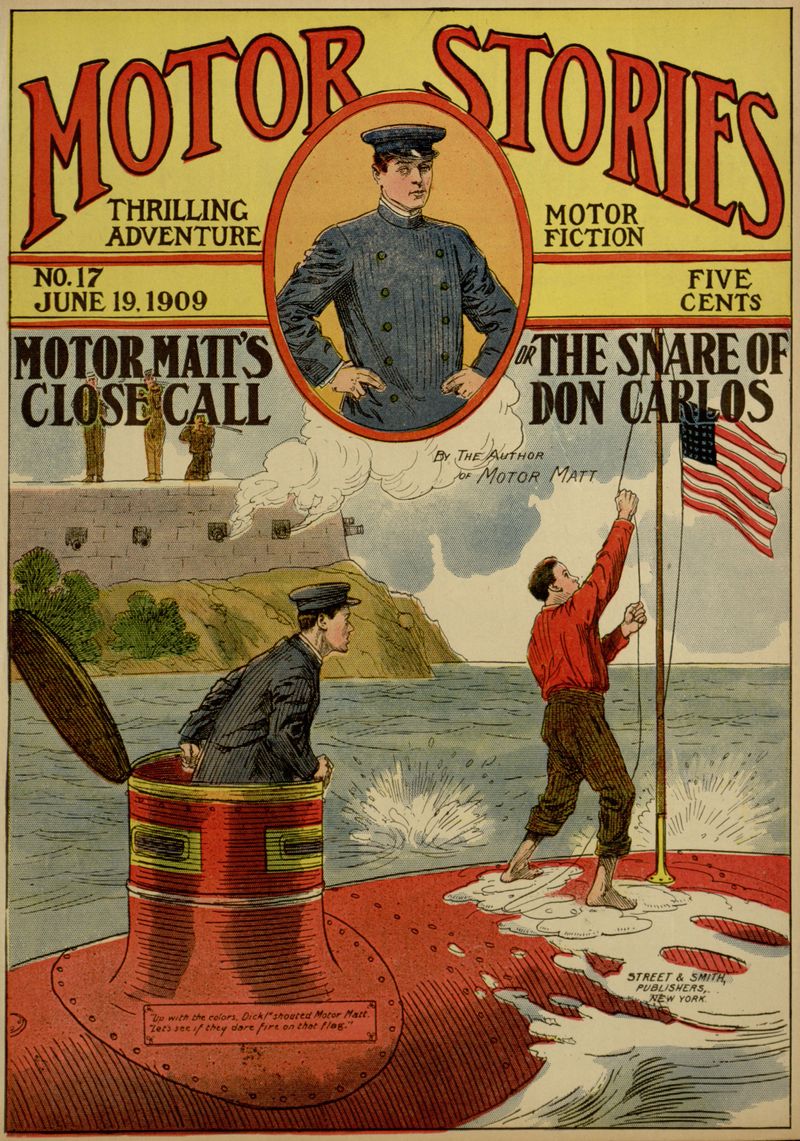 MOTOR STORIES
THRILLING
ADVENTURE
MOTOR
FICTION
NO. 17
JUNE 19, 1909
FIVE
CENTS
MOTOR MATT'S
CLOSE CALL
OR THE SNARE OF
DON CARLOS
BY THE AUTHOR
OF MOTOR MATT
STREET & SMITH,
PUBLISHERS,
NEW YORK.
"Up with the colors, Dick!" shouted Motor Matt.
"Let's see if they dare fire on that flag."